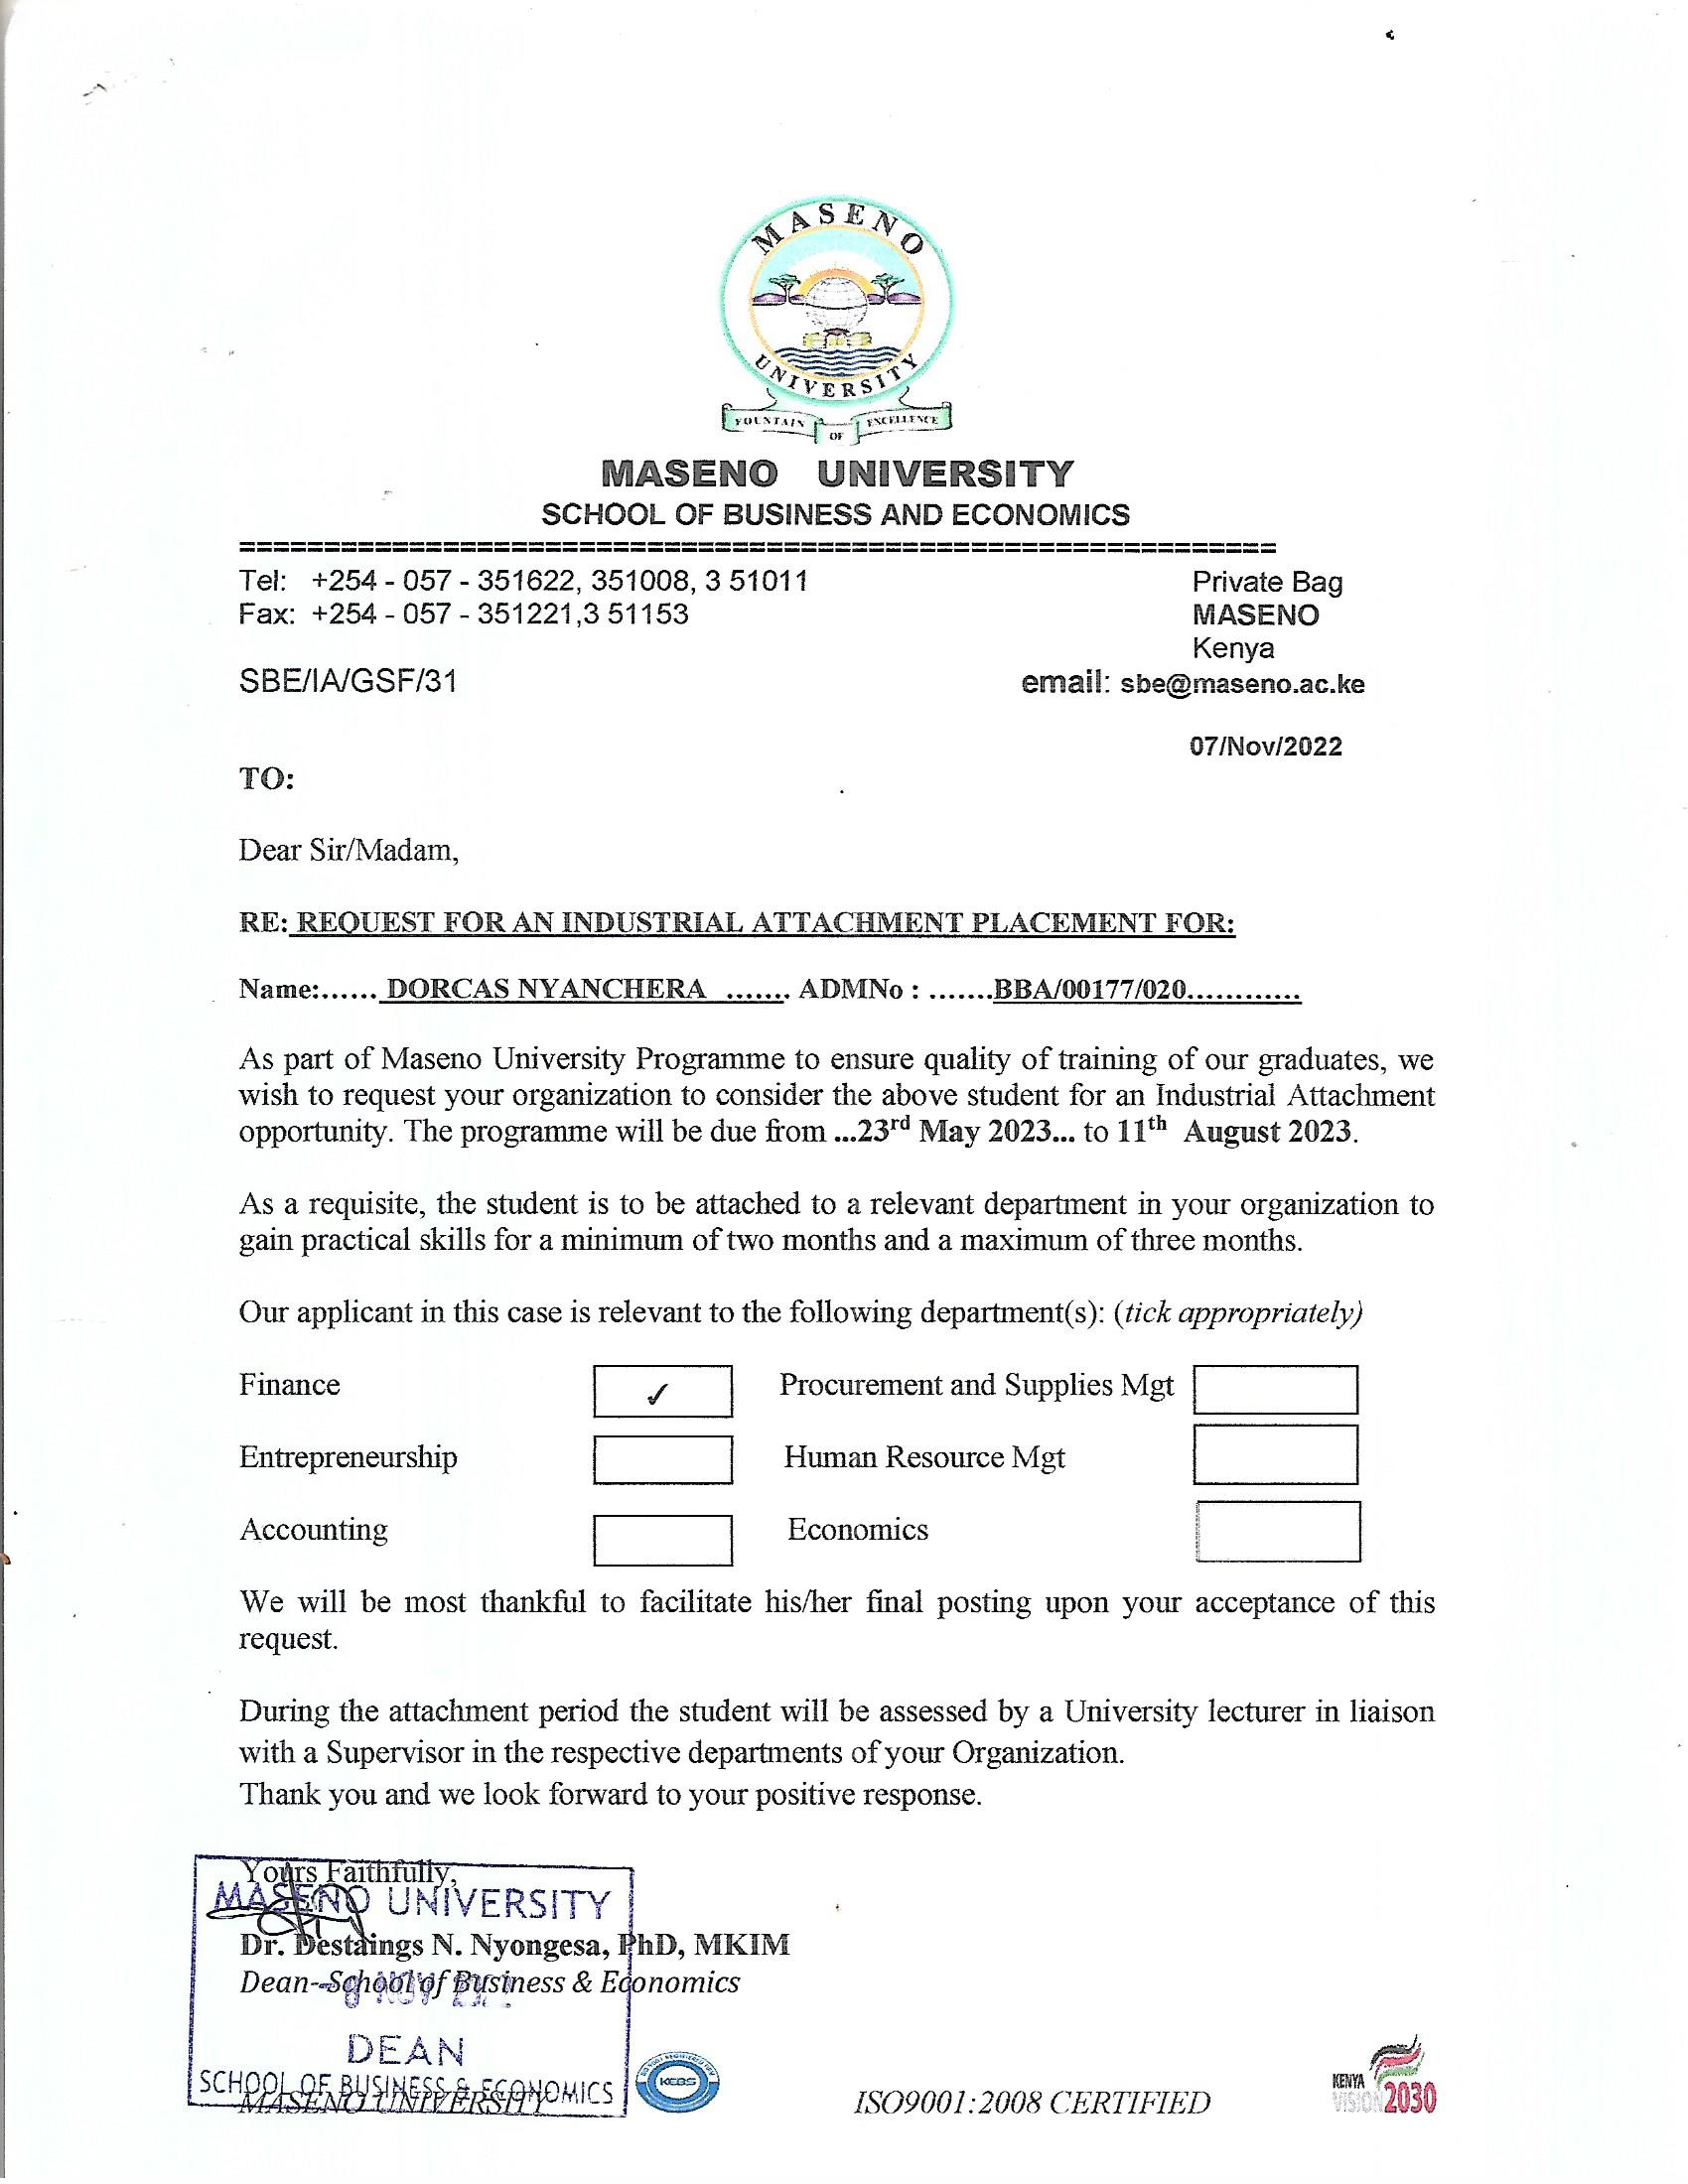 MASENO
UNIVERSITY
FOUNTAIN OF EXCELLENCE
MASENO UNIVERSITY
SCHOOL OF BUSINESS AND ECONOMICS
=============================================================
Tel: +254 - 057 - 351622, 351008, 3 51011
Private Bag
Fax: +254 - 057 - 351221,3 51153
MASENO
Kenya
SBE/IA/GSF/31
email: sbe@maseno.ac.ke
07/Nov/2022
TO:
Dear Sir/Madam,
RE: REQUEST FOR AN INDUSTRIAL ATTACHMENT PLACEMENT FOR:
Name:...... DORCAS NYANCHERA ....... ADMNo : .......BBA/00177/020............
As part of Maseno University Programme to ensure quality of training of our graduates, we
wish to request your organization to consider the above student for an Industrial Attachment
opportunity. The programme will be due from ...23rd May 2023... to 11th August 2023.
As a requisite, the student is to be attached to a relevant department in your organization to
gain practical skills for a minimum of two months and a maximum of three months.
Our applicant in this case is relevant to the following department(s): (tick appropriately)
Finance ✓ Procurement and Supplies Mgt
Entrepreneurship Human Resource Mgt
Accounting Economics
We will be most thankful to facilitate his/her final posting upon your acceptance of this
request.
During the attachment period the student will be assessed by a University lecturer in liaison
with a Supervisor in the respective departments of your Organization.
Thank you and we look forward to your positive response.
Yours Faithfully,
MASENO UNIVERSITY
Dr. Destaings N. Nyongesa, PhD, MKIM
Dean--School of Business & Economics
NOV
DEAN
SCHOOL OF BUSINESS & ECONOMICS
MASENO UNIVERSITY
KEBS
ISO9001:2008 CERTIFIED
KENYA
VISION 2030